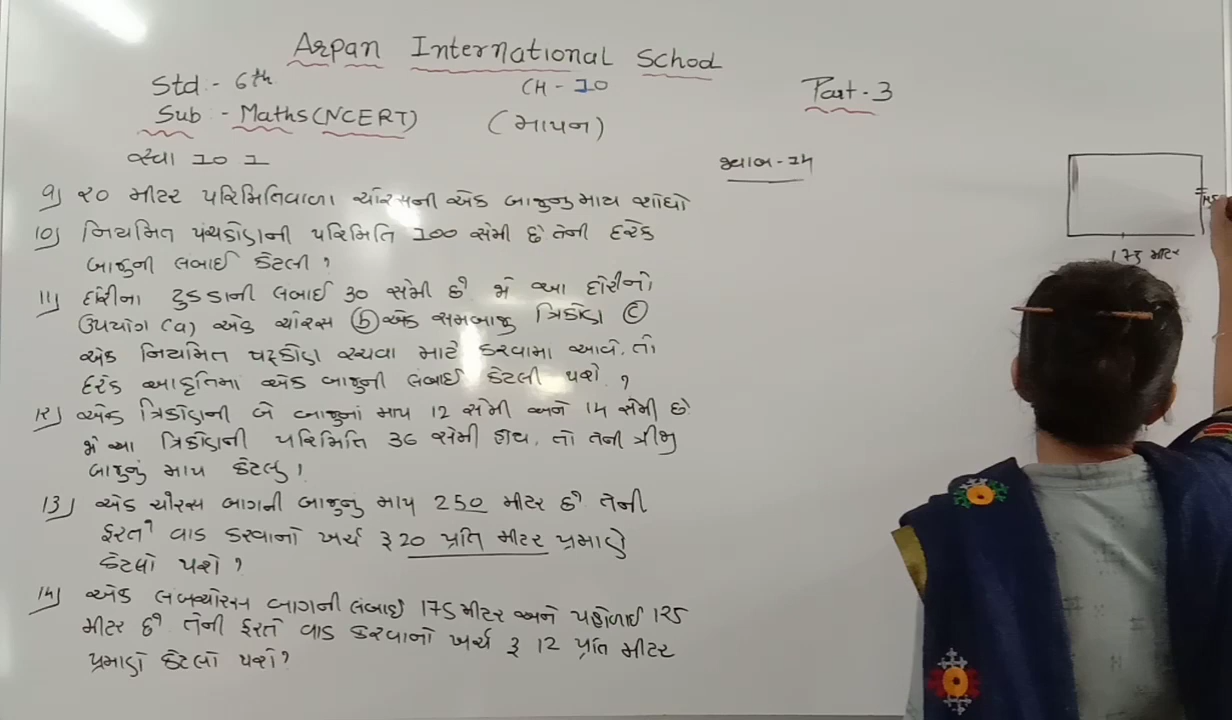 Arpan International School
Std:- 6th
CH - 10
Part - 3
Sub :- Maths (NCERT)
(માપન)
સ્વા 10 1
જવાબ - 14
9) ૨૦ મીટર પરિમિતિવાળા ચોરસની એક બાજુનુ માપ શોધો
10) નિયમિત પંચકોણની પરિમિતિ 100 સેમી છે તેની દરેક
બાજુની લંબાઈ કેટલી ?
11) દોરીના ટુકડાની લંબાઈ 30 સેમી છે જો આ દોરીનો
ઉપયોગ (a) એક ચોરસ (b) એક સમબાજુ ત્રિકોણ (c)
એક નિયમિત ષટ્કોણ રચવા માટે કરવામા આવે. તો
દરેક આકૃતિમા એક બાજુની લંબાઈ કેટલી થશે ?
12) એક ત્રિકોણની બે બાજુનાં માપ 12 સેમી અને 14 સેમી છે.
જો આ ત્રિકોણની પરિમિતિ 36 સેમી હોય, તો તેની ત્રીજી
બાજુનું માપ કેટલુ ?
13) એક ચોરસ બાગની બાજુનું માપ 250 મીટર છે તેની
ફરતે વાડ કરવાનો ખર્ચ રૂ 20 પ્રતિ મીટર પ્રમાણે
કેટલો થશે ?
14) એક લંબચોરસ બાગની લંબાઈ 175 મીટર અને પહોળાઈ 125
મીટર છે. તેની ફરતે વાડ કરવાનો ખર્ચ રૂ 12 પ્રતિ મીટર
પ્રમાણે કેટલો થશે ?
175 મીટર